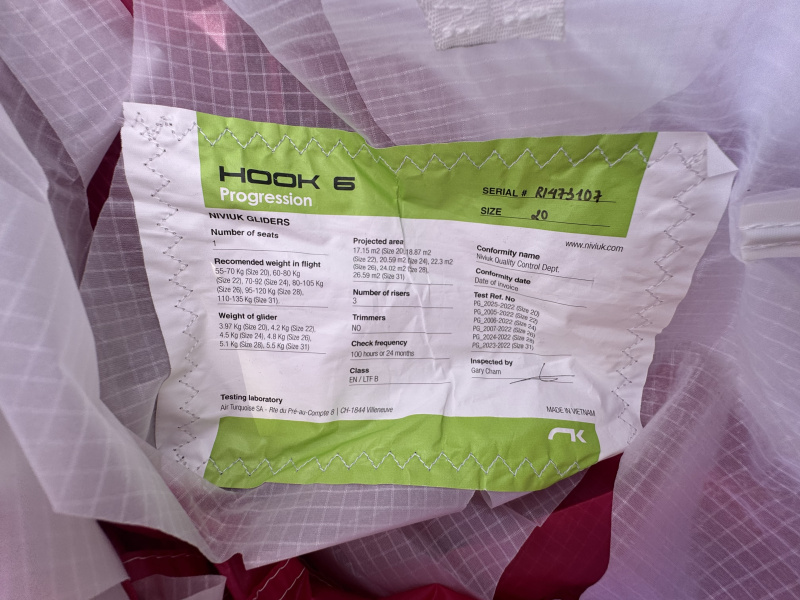 HOOK 6
Progression
SERIAL # R1473107
SIZE 20
NIVIUK GLIDERS
www.niviuk.com
Number of seats
1
Recomended weight in flight
55-70 Kg (Size 20), 60-80 Kg
(Size 22), 70-92 (Size 24), 80-105 Kg
(Size 26), 95-120 Kg (Size 28),
110-135 Kg (Size 31)
Weight of glider
3.97 Kg (Size 20), 4.2 Kg (Size 22),
4.5 Kg (Size 24), 4.8 Kg (Size 26),
5.1 Kg (Size 28), 5.5 Kg (Size 31)
Projected area
17.15 m2 (Size 20), 18.87 m2
(Size 22), 20.59 m2 (Size 24), 22.3 m2
(Size 26), 24.02 m2 (Size 28),
26.59 m2 (Size 31)
Number of risers
3
Trimmers
NO
Check frequency
100 hours or 24 months
Class
EN / LTF B
Conformity name
Niviuk Quality Control Dept.
Conformity date
Date of invoice
Test Ref. No
PG_2025-2022 (Size 20)
PG_2005-2022 (Size 22)
PG_2006-2022 (Size 24)
PG_2007-2022 (Size 26)
PG_2024-2022 (Size 28)
PG_2023-2022 (Size 31)
Inspected by
Gary Cham
Testing laboratory
Air Turquoise SA - Rte du Pré-au-Compte 8 | CH-1844 Villeneuve
MADE IN VIETNAM